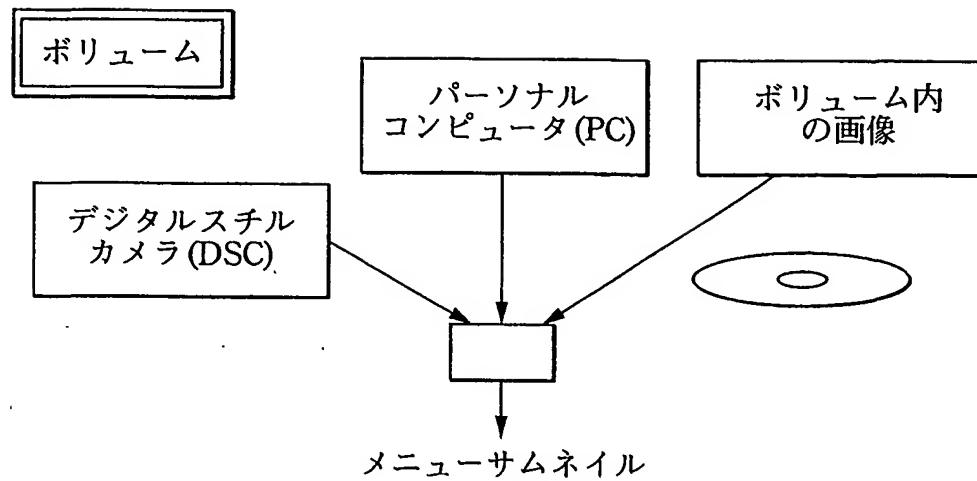 ボリューム
パーソナル
コンピュータ(PC)
ボリューム内
の画像
デジタルスチル
カメラ(DSC)
メニューサムネイル